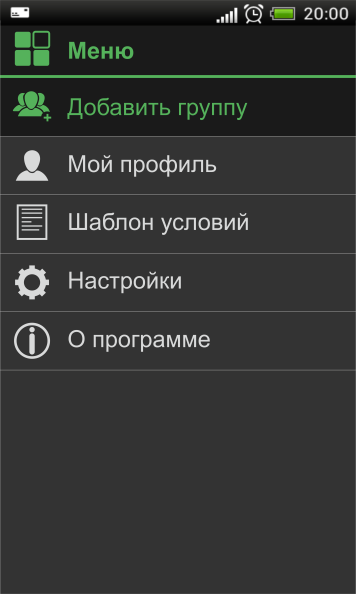 20:00
Меню
Добавить группу
Мой профиль
Шаблон условий
Настройки
О программе